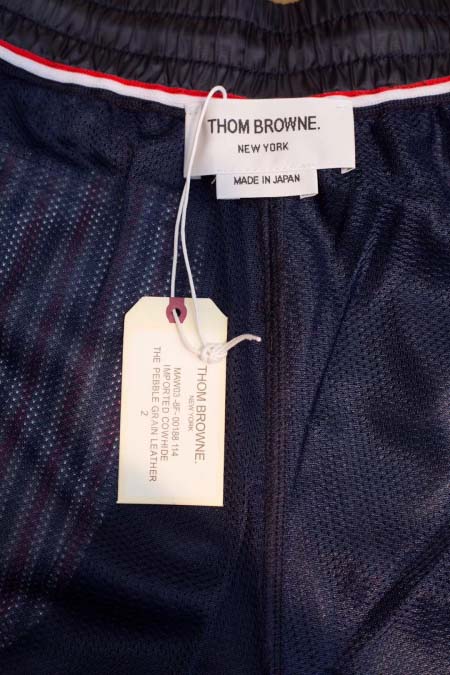 THOM BROWNE.
NEW YORK
MADE IN JAPAN
THOM BROWNE.
NEW YORK
MAW03 -8F- 00188 114
IMPORTED COWHIDE
THE PEBBLE GRAIN LEATHER
2